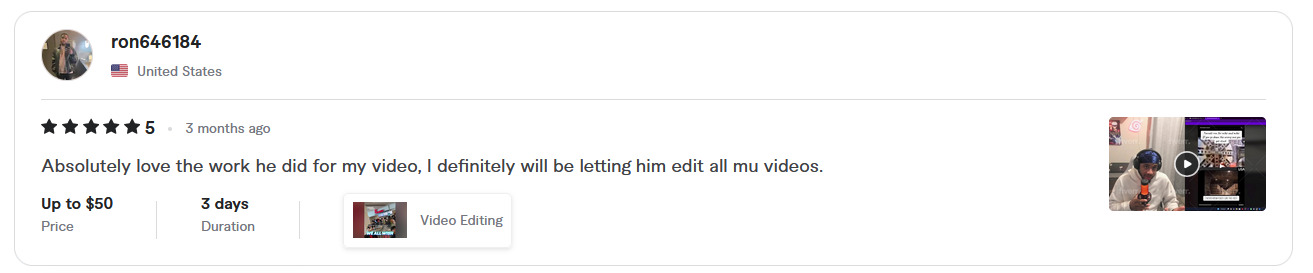 ron646184
United States
5 • 3 months ago
Absolutely love the work he did for my video, I definitely will be letting him edit all mu videos.
Up to $50
Price
3 days
Duration
Video Editing